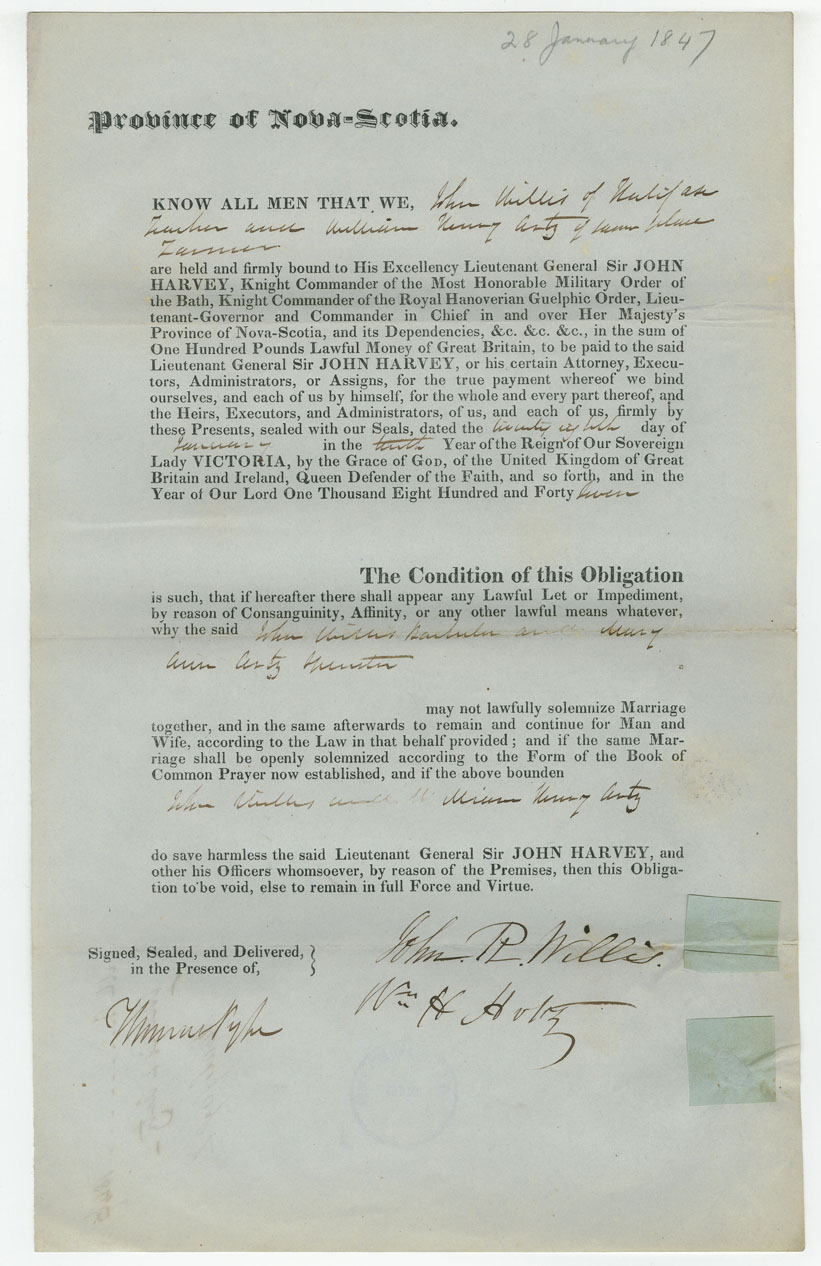 28 January 1847
Province of Nova-Scotia.
KNOW ALL MEN THAT WE, John Willis of Halifax
Teacher and William Henry Artz of same place
Farmer
are held and firmly bound to His Excellency Lieutenant General Sir JOHN
HARVEY, Knight Commander of the Most Honorable Military Order of
the Bath, Knight Commander of the Royal Hanoverian Guelphic Order, Lieu-
tenant-Governor and Commander in Chief in and over Her Majesty's
Province of Nova-Scotia, and its Dependencies, &c. &c. &c., in the sum of
One Hundred Pounds Lawful Money of Great Britain, to be paid to the said
Lieutenant General Sir JOHN HARVEY, or his certain Attorney, Execu-
tors, Administrators, or Assigns, for the true payment whereof we bind
ourselves, and each of us by himself, for the whole and every part thereof, and
the Heirs, Executors, and Administrators, of us, and each of us, firmly by
these Presents, sealed with our Seals, dated the twenty eighth day of
January in the tenth Year of the Reign of Our Sovereign
Lady VICTORIA, by the Grace of GOD, of the United Kingdom of Great
Britain and Ireland, Queen Defender of the Faith, and so forth, and in the
Year of Our Lord One Thousand Eight Hundred and Forty seven
The Condition of this Obligation
is such, that if hereafter there shall appear any Lawful Let or Impediment,
by reason of Consanguinity, Affinity, or any other lawful means whatever,
why the said John Willis Bachelor and Mary
Ann Artz Spinster
may not lawfully solemnize Marriage
together, and in the same afterwards to remain and continue for Man and
Wife, according to the Law in that behalf provided; and if the same Mar-
riage shall be openly solemnized according to the Form of the Book of
Common Prayer now established, and if the above bounden
John Willis and William Henry Artz
do save harmless the said Lieutenant General Sir JOHN HARVEY, and
other his Officers whomsoever, by reason of the Premises, then this Obliga-
tion to be void, else to remain in full Force and Virtue.
Signed, Sealed, and Delivered,
in the Presence of,
John R. Willis.
Wm H